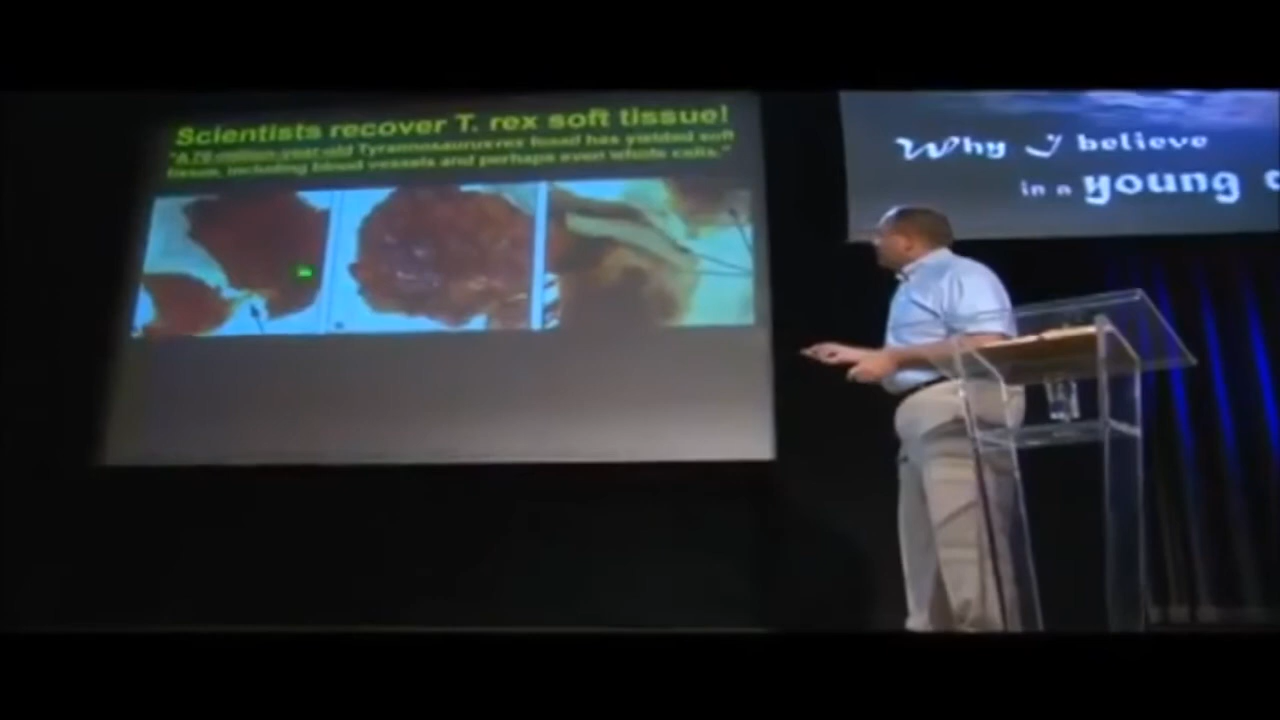 Scientists recover T. rex soft tissue!
"A 70 million-year-old Tyrannosaurus rex fossil has yielded soft
tissue, including blood vessels and perhaps even whole cells."
Why I believe
in a young